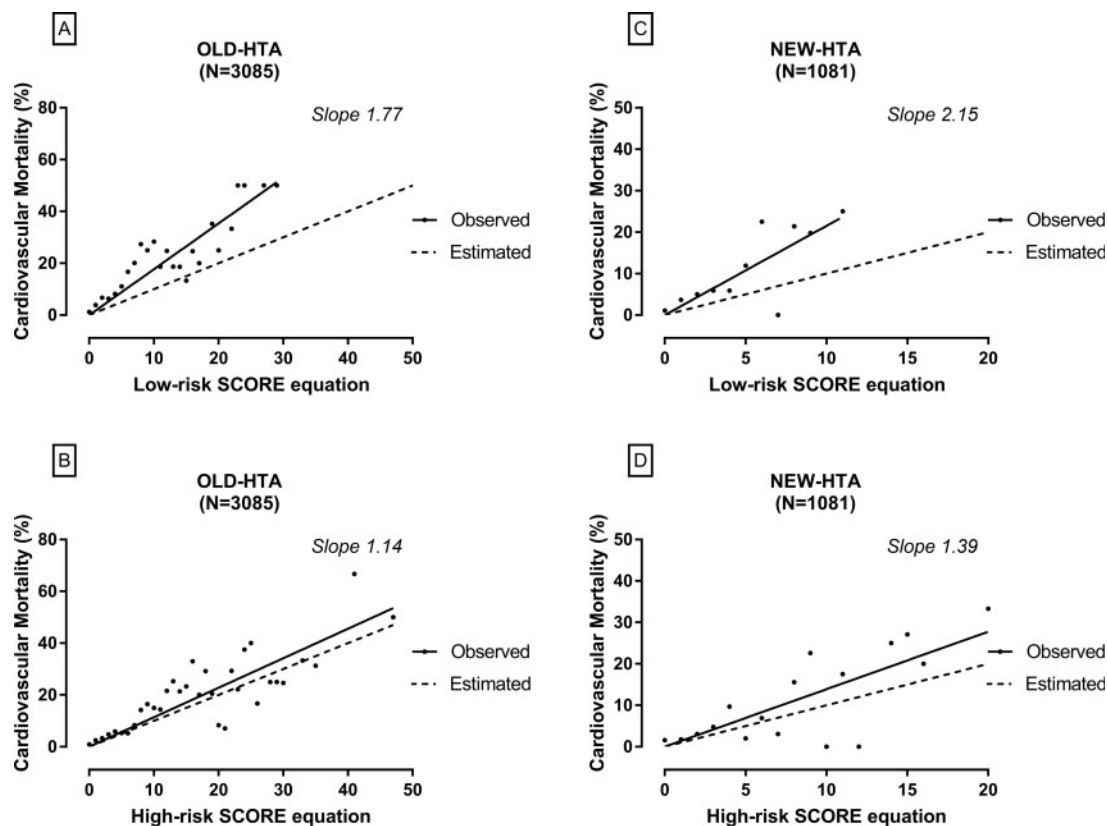 A
OLD-HTA
(N=3085)
Slope 1.77
Cardiovascular Mortality (%)
80
60
40
20
0
0 10 20 30 40 50
Low-risk SCORE equation
Observed
Estimated
C
NEW-HTA
(N=1081)
Slope 2.15
Cardiovascular Mortality (%)
50
40
30
20
10
0
0 5 10 15 20
Low-risk SCORE equation
Observed
Estimated
B
OLD-HTA
(N=3085)
Slope 1.14
Cardiovascular Mortality (%)
80
60
40
20
0
0 10 20 30 40 50
High-risk SCORE equation
Observed
Estimated
D
NEW-HTA
(N=1081)
Slope 1.39
Cardiovascular Mortality (%)
50
40
30
20
10
0
0 5 10 15 20
High-risk SCORE equation
Observed
Estimated